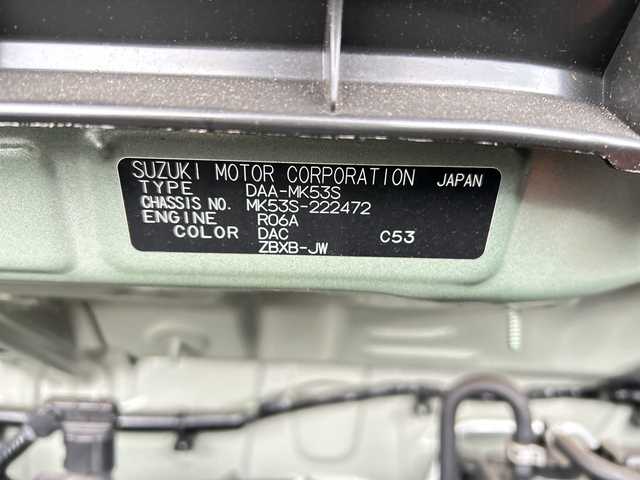 SUZUKI MOTOR CORPORATION JAPAN
TYPE DAA-MK53S
CHASSIS NO. MK53S-222472
ENGINE R06A
COLOR DAC C53
ZBXB-JW